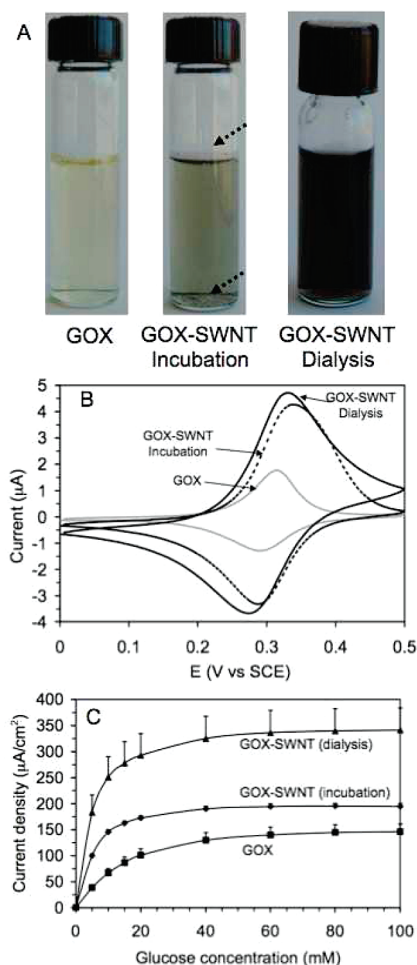 A
GOX
GOX-SWNT
Incubation
GOX-SWNT
Dialysis
B
5
4
3
2
1
0
-1
-2
-3
-4
Current (μA)
GOX-SWNT
Dialysis
GOX-SWNT
Incubation
GOX
0 0.1 0.2 0.3 0.4 0.5
E (V vs SCE)
C
400
350
300
250
200
150
100
50
0
Current density (μA/cm²)
GOX-SWNT (dialysis)
GOX-SWNT (incubation)
GOX
0 20 40 60 80 100
Glucose concentration (mM)